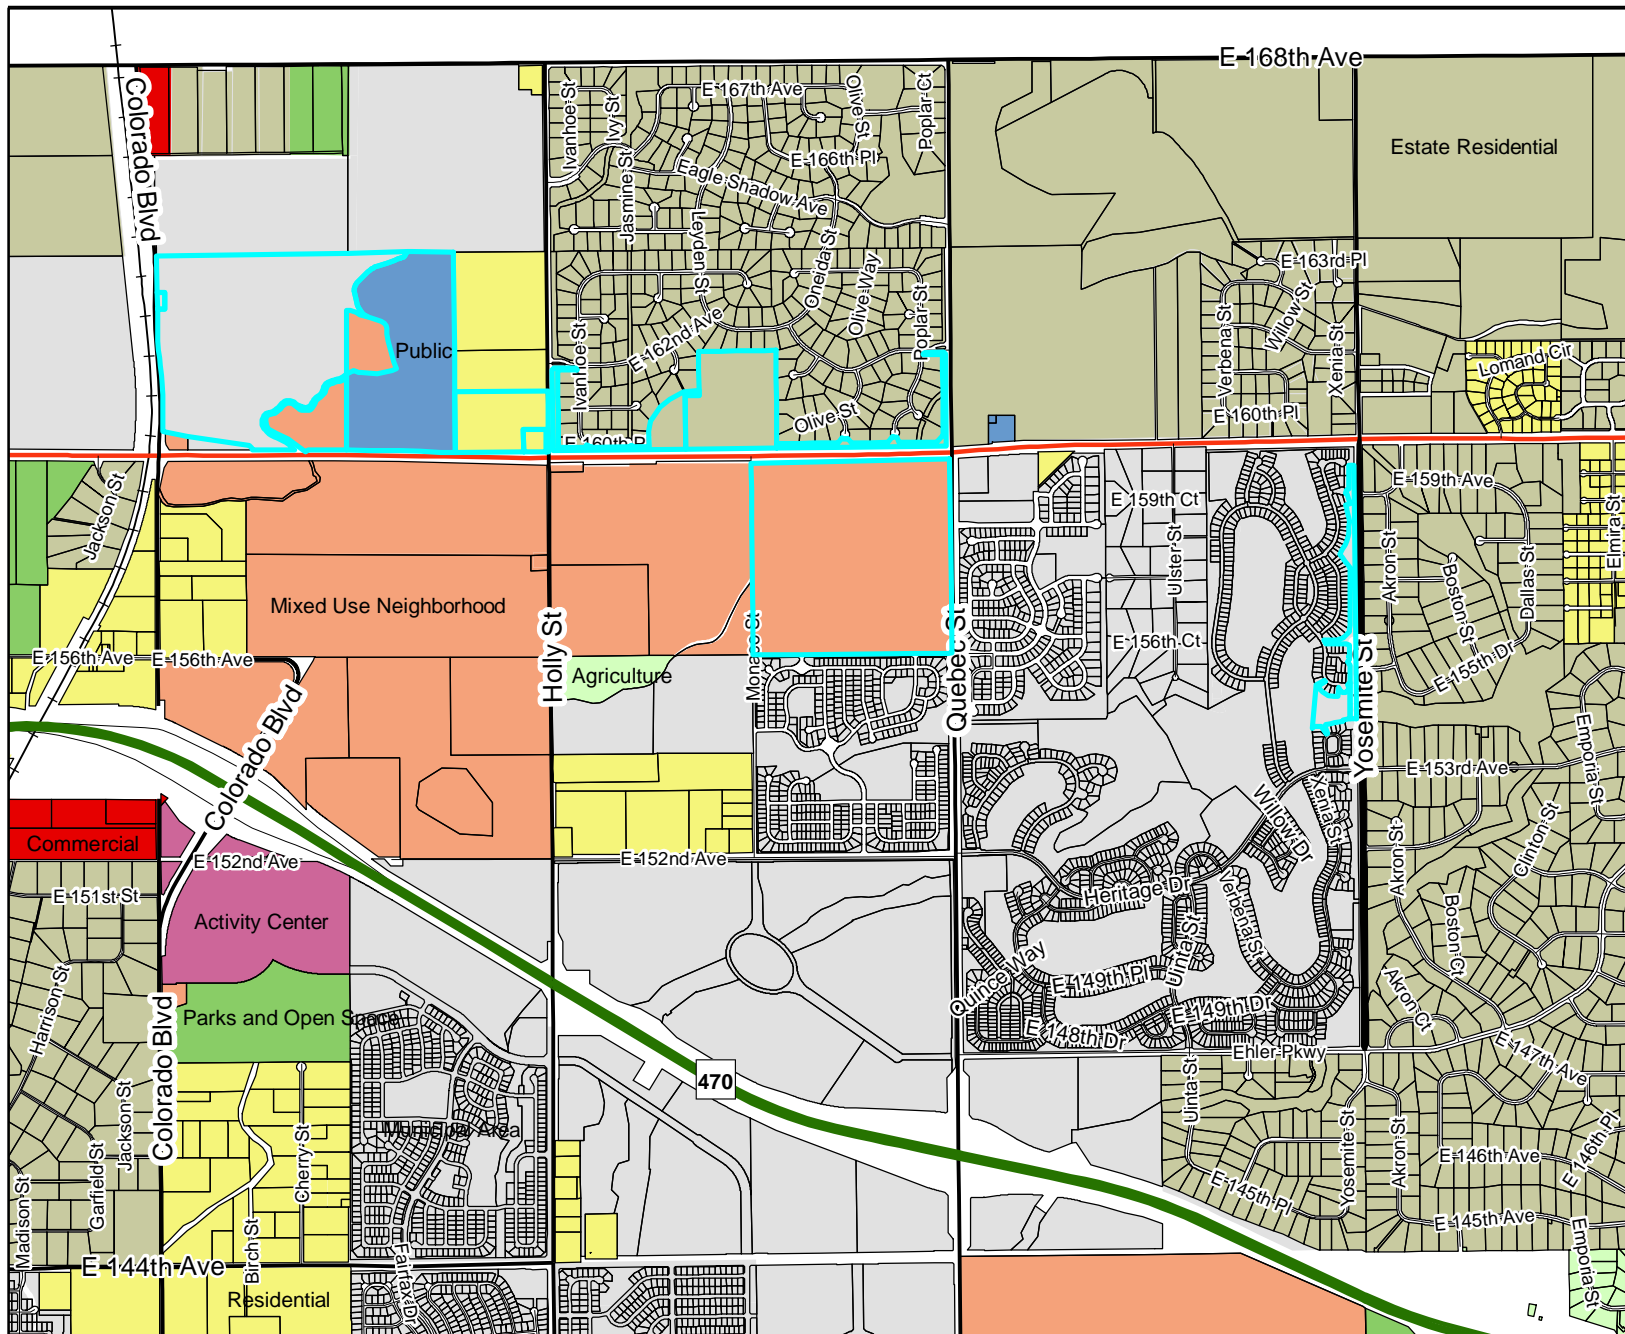 E 168th Ave
Colorado Blvd
Ivanhoe St
Ivy St
E 167th Ave
Olive St
Poplar Ct
Jasmine St
E 166th Pl
Eagle Shadow Ave
Estate Residential
Leyden St
Oneida St
Olive Way
Poplar St
E 163rd Pl
Willow St
Verbena St
Xenia St
E 162nd Ave
Ivanhoe St
Public
Lomand Cir
Olive St
E 160th Pl
E 160th P
Jackson St
E 159th Ct
E 159th Ave
Ulster St
Akron St
Boston St
Dallas St
Elmira St
Mixed Use Neighborhood
Holly St
Monaco St
Quebec St
E 156th Ct
E 156th Ave
E 156th Ave
Agriculture
E 155th Dr
Yosemite St
Colorado Blvd
Emporia St
E 153rd Ave
Willow Dr
Xenia St
Commercial
E 152nd Ave
E 152nd Ave
Akron St
Clinton St
E 151st St
Heritage Dr
Verbena St
Activity Center
Uinta St
Boston Ct
Harrison St
Quince Way
E 149th Pl
E 149th Dr
Akron Ct
Parks and Open Space
E 148th Dr
Ehler Pkwy
E 147th Ave
Colorado Blvd
470
Jackson St
Garfield St
Madison St
Cherry St
Birch St
Municipal Area
Uinta St
Yosemite St
Akron St
E 146th Ave
E 146th Pl
E 145th Pl
E 145th Ave
Emporia St
E 144th Ave
Residential
Fairfax Dr